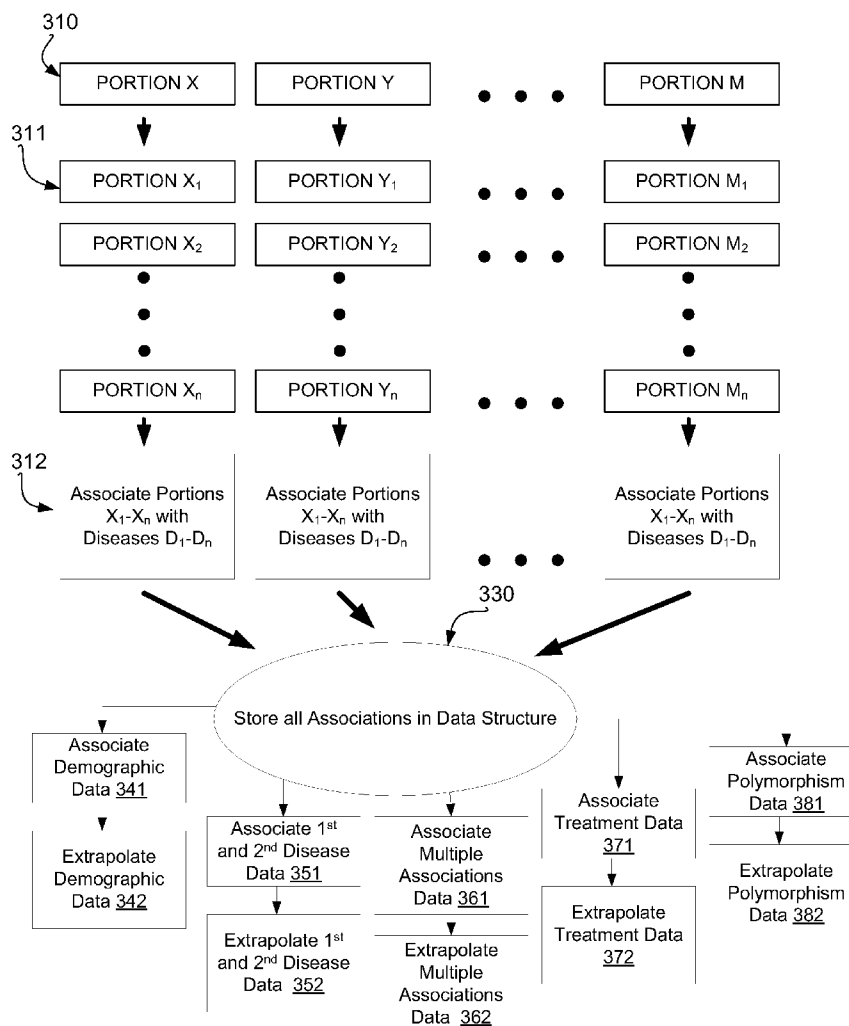 310
PORTION X
PORTION Y
PORTION M
311
PORTION X₁
PORTION Y₁
PORTION M₁
PORTION X₂
PORTION Y₂
PORTION M₂
PORTION Xₙ
PORTION Yₙ
PORTION Mₙ
312
Associate Portions
X₁-Xₙ with
Diseases D₁-Dₙ
Associate Portions
X₁-Xₙ with
Diseases D₁-Dₙ
Associate Portions
X₁-Xₙ with
Diseases D₁-Dₙ
330
Store all Associations in Data Structure
Associate
Demographic
Data 341
Extrapolate
Demographic
Data 342
Associate 1st
and 2nd Disease
Data 351
Extrapolate 1st
and 2nd Disease
Data 352
Associate
Multiple
Associations
Data 361
Extrapolate
Multiple
Associations
Data 362
Associate
Treatment Data
371
Extrapolate
Treatment Data
372
Associate
Polymorphism
Data 381
Extrapolate
Polymorphism
Data 382